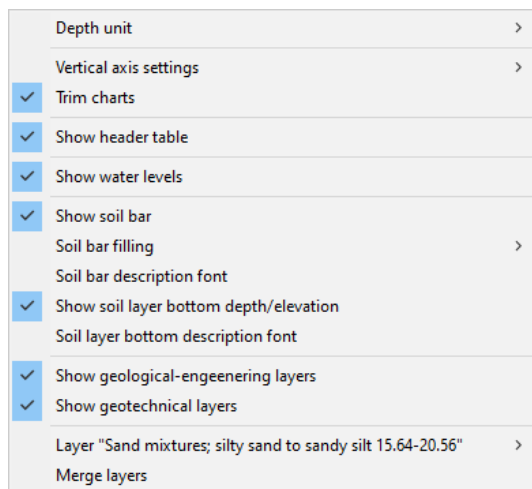 Depth unit
Vertical axis settings
Trim charts
Show header table
Show water levels
Show soil bar
Soil bar filling
Soil bar description font
Show soil layer bottom depth/elevation
Soil layer bottom description font
Show geological-engeenering layers
Show geotechnical layers
Layer "Sand mixtures; silty sand to sandy silt 15.64-20.56"
Merge layers